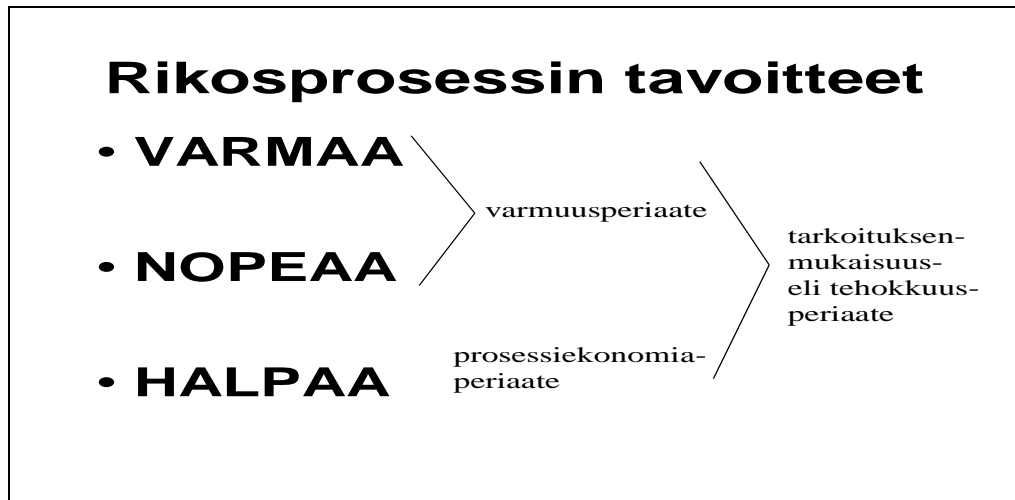 Rikosprosessin tavoitteet
• VARMAA
varmuusperiaate
• NOPEAA
tarkoituksen-
mukaisuus-
eli tehokkuus-
periaate
prosessiekonomia-
periaate
• HALPAA